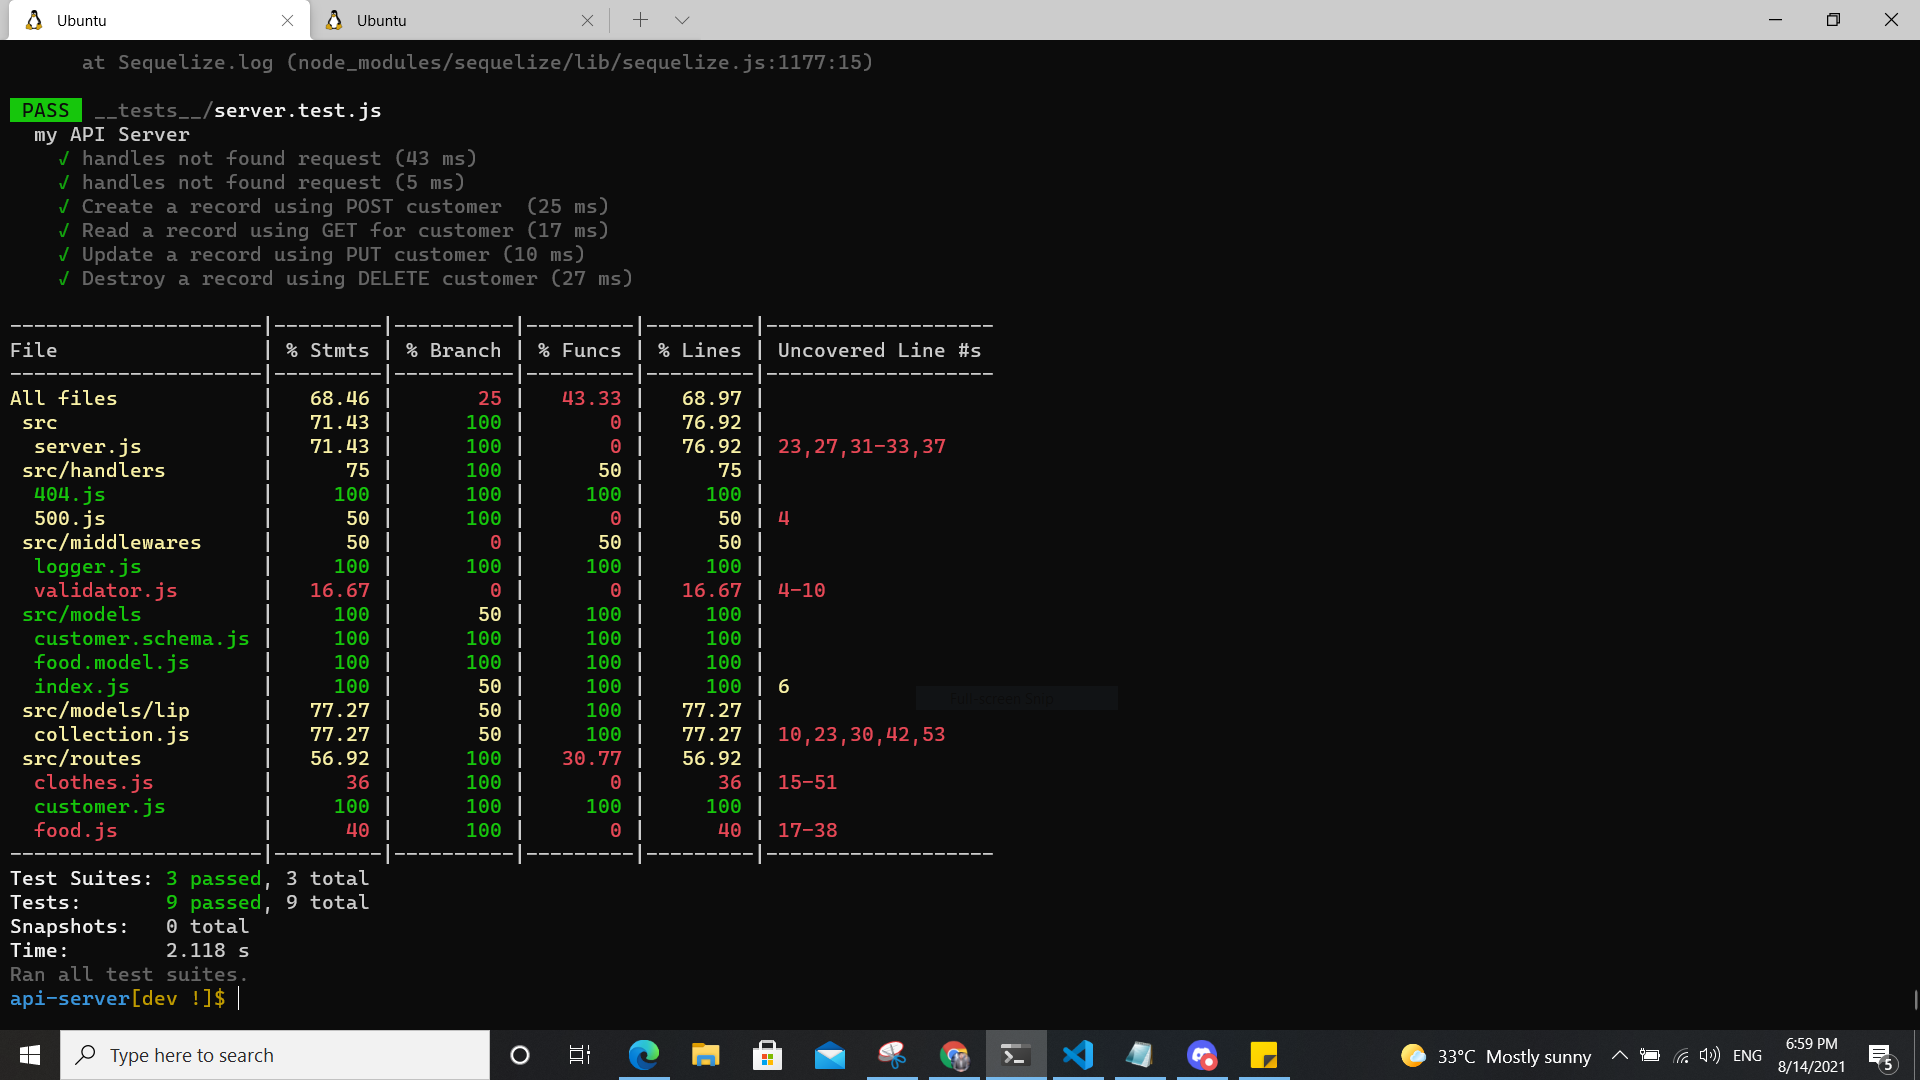 Ubuntu
Ubuntu
at Sequelize.log (node_modules/sequelize/lib/sequelize.js:1177:15)
PASS __tests__/server.test.js
my API Server
√ handles not found request (43 ms)
√ handles not found request (5 ms)
√ Create a record using POST customer  (25 ms)
√ Read a record using GET for customer (17 ms)
√ Update a record using PUT customer (10 ms)
√ Destroy a record using DELETE customer (27 ms)
---------------------|---------|----------|---------|---------|-------------------
File                 | % Stmts | % Branch | % Funcs | % Lines | Uncovered Line #s
---------------------|---------|----------|---------|---------|-------------------
All files            |   68.46 |       25 |   43.33 |   68.97 |
 src                 |   71.43 |      100 |       0 |   76.92 |
  server.js          |   71.43 |      100 |       0 |   76.92 | 23,27,31-33,37
 src/handlers        |      75 |      100 |      50 |      75 |
  404.js             |     100 |      100 |     100 |     100 |
  500.js             |      50 |      100 |       0 |      50 | 4
 src/middlewares     |      50 |        0 |      50 |      50 |
  logger.js          |     100 |      100 |     100 |     100 |
  validator.js       |   16.67 |        0 |       0 |   16.67 | 4-10
 src/models          |     100 |       50 |     100 |     100 |
  customer.schema.js |     100 |      100 |     100 |     100 |
  food.model.js      |     100 |      100 |     100 |     100 |
  index.js           |     100 |       50 |     100 |     100 | 6
Full-screen Snip
 src/models/lip      |   77.27 |       50 |     100 |   77.27 |
  collection.js      |   77.27 |       50 |     100 |   77.27 | 10,23,30,42,53
 src/routes          |   56.92 |      100 |   30.77 |   56.92 |
  clothes.js         |      36 |      100 |       0 |      36 | 15-51
  customer.js        |     100 |      100 |     100 |     100 |
  food.js            |      40 |      100 |       0 |      40 | 17-38
---------------------|---------|----------|---------|---------|-------------------
Test Suites: 3 passed, 3 total
Tests:       9 passed, 9 total
Snapshots:   0 total
Time:        2.118 s
Ran all test suites.
api-server[dev !]$
Type here to search
33°C Mostly sunny
ENG
6:59 PM
8/14/2021
5